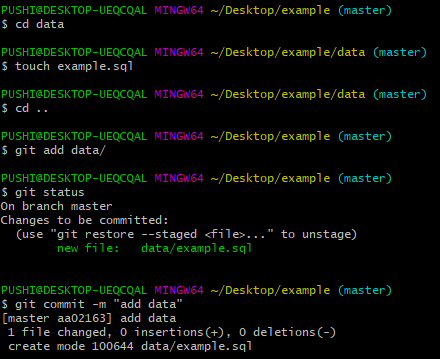 PUSHI@DESKTOP-UEQCQAL MINGW64 ~/Desktop/example (master)
$ cd data
PUSHI@DESKTOP-UEQCQAL MINGW64 ~/Desktop/example/data (master)
$ touch example.sql
PUSHI@DESKTOP-UEQCQAL MINGW64 ~/Desktop/example/data (master)
$ cd ..
PUSHI@DESKTOP-UEQCQAL MINGW64 ~/Desktop/example (master)
$ git add data/
PUSHI@DESKTOP-UEQCQAL MINGW64 ~/Desktop/example (master)
$ git status
On branch master
Changes to be committed:
  (use "git restore --staged <file>..." to unstage)
        new file:   data/example.sql
PUSHI@DESKTOP-UEQCQAL MINGW64 ~/Desktop/example (master)
$ git commit -m "add data"
[master aa02163] add data
 1 file changed, 0 insertions(+), 0 deletions(-)
 create mode 100644 data/example.sql